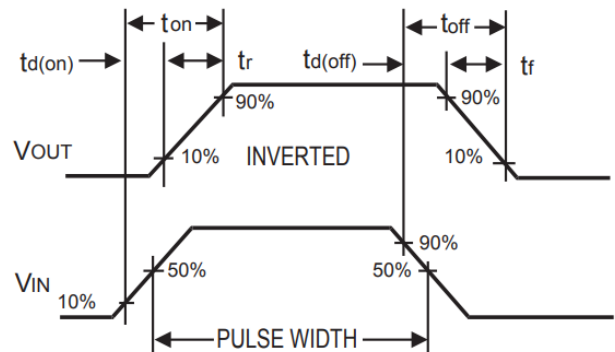 ton toff
td(on) tr td(off) tf
90% 90%
VOUT 10% INVERTED 10%
90%
VIN 50% 50%
10%
PULSE WIDTH